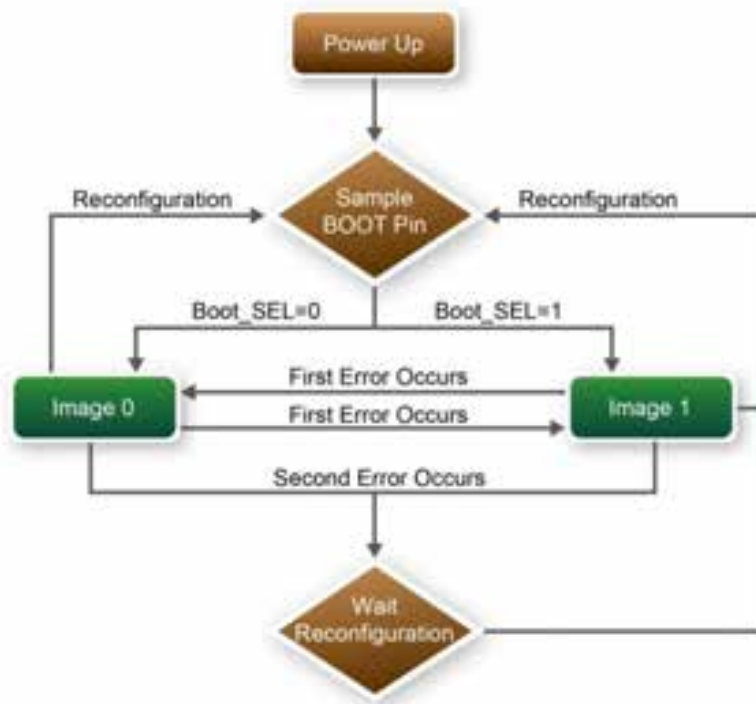 Power Up
Reconfiguration
Sample
BOOT Pin
Reconfiguration
Boot_SEL=0
Boot_SEL=1
First Error Occurs
Image 0
First Error Occurs
Image 1
Second Error Occurs
Wait
Reconfiguration